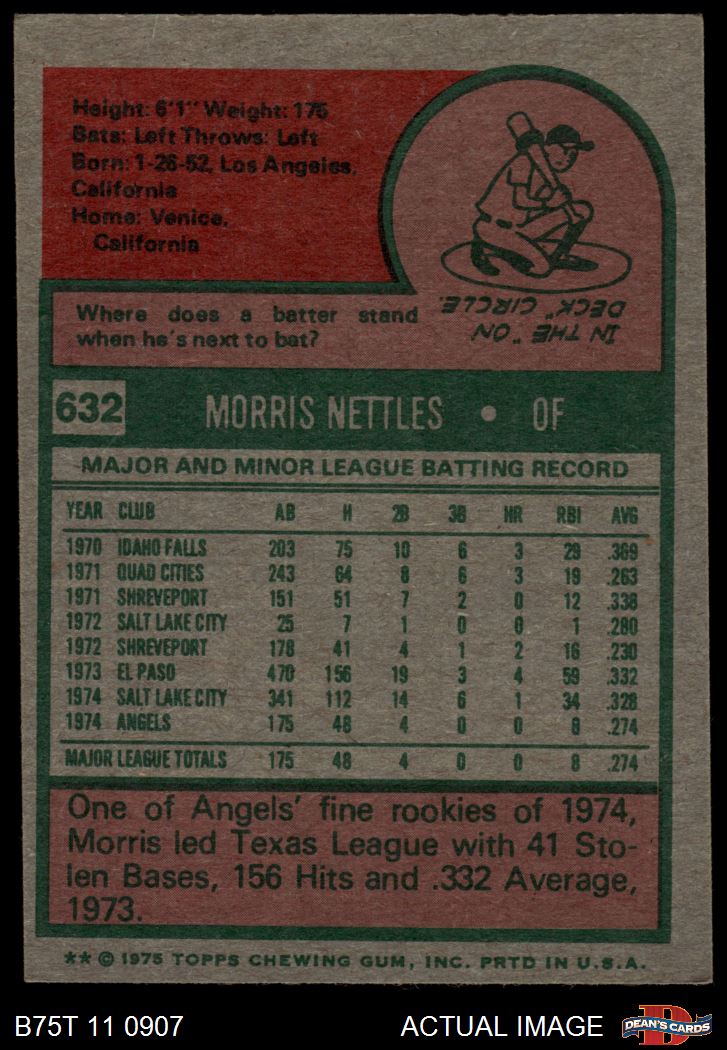 Height: 6'1" Weight: 175
Bats: Left Throws: Left
Born: 1-26-52, Los Angeles,
California
Home: Venice,
California
Where does a batter stand
when he's next to bat?
IN THE "ON
DECK" CIRCLE.
632 MORRIS NETTLES • OF
MAJOR AND MINOR LEAGUE BATTING RECORD
YEAR CLUB AB H 2B 3B HR RBI AVG
1970 IDAHO FALLS 203 75 10 6 3 29 .369
1971 QUAD CITIES 243 64 8 6 3 19 .263
1971 SHREVEPORT 151 51 7 2 0 12 .338
1972 SALT LAKE CITY 25 7 1 0 0 1 .280
1972 SHREVEPORT 178 41 4 1 2 16 .230
1973 EL PASO 470 156 19 3 4 59 .332
1974 SALT LAKE CITY 341 112 14 6 1 34 .328
1974 ANGELS 175 48 4 0 0 8 .274
MAJOR LEAGUE TOTALS 175 48 4 0 0 8 .274
One of Angels' fine rookies of 1974,
Morris led Texas League with 41 Sto-
len Bases, 156 Hits and .332 Average,
1973.
** © 1975 TOPPS CHEWING GUM, INC. PRTD IN U.S.A.
B75T 11 0907 ACTUAL IMAGE D DEAN'S CARDS